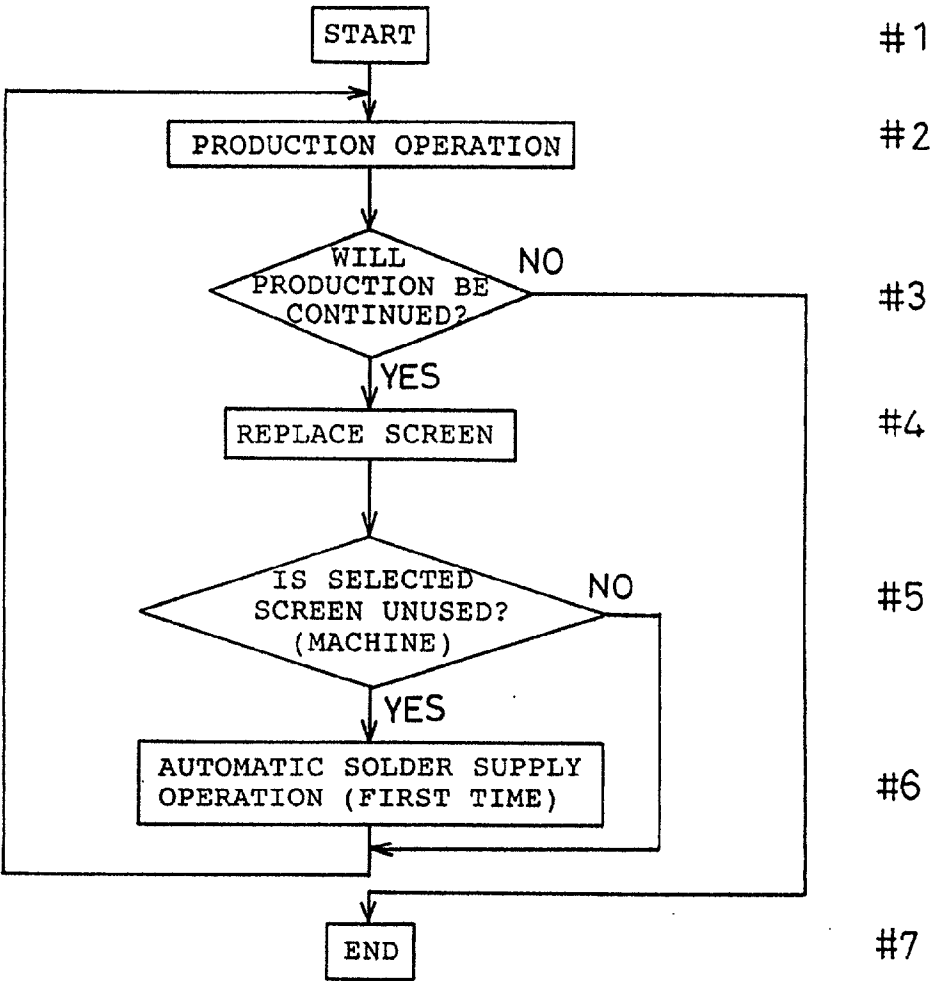 START
#1
PRODUCTION OPERATION
#2
WILL
PRODUCTION BE
CONTINUED?
NO
#3
YES
REPLACE SCREEN
#4
IS SELECTED
SCREEN UNUSED?
(MACHINE)
NO
#5
YES
AUTOMATIC SOLDER SUPPLY
OPERATION (FIRST TIME)
#6
END
#7